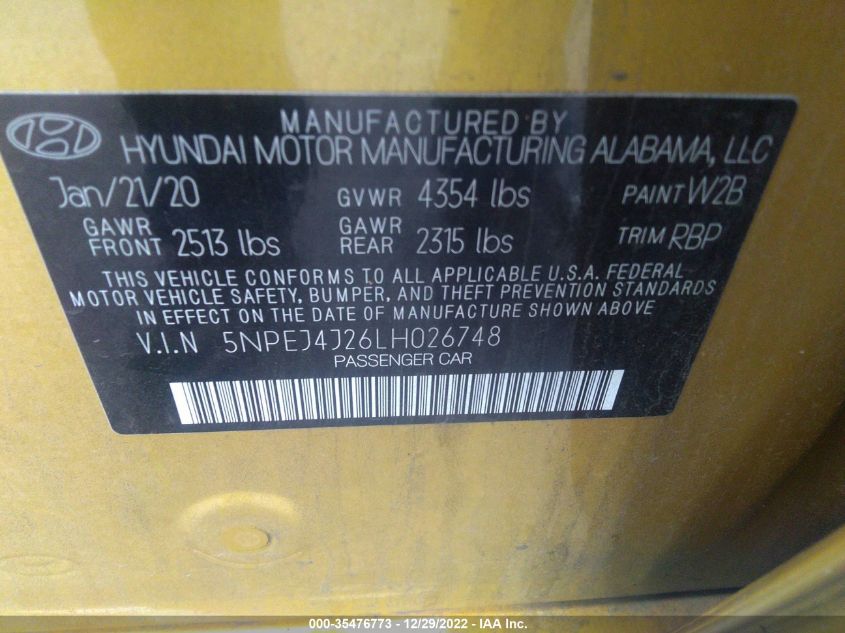 MANUFACTURED BY
HYUNDAI MOTOR MANUFACTURING ALABAMA, LLC
Jan/21/20 GVWR 4354 lbs PAINT W2B
GAWR FRONT 2513 lbs GAWR REAR 2315 lbs TRIM RBP
THIS VEHICLE CONFORMS TO ALL APPLICABLE U.S.A. FEDERAL
MOTOR VEHICLE SAFETY, BUMPER, AND THEFT PREVENTION STANDARDS
IN EFFECT ON THE DATE OF MANUFACTURE SHOWN ABOVE
V.I.N 5NPEJ4J26LH026748
PASSENGER CAR
000-35476773 - 12/29/2022 - IAA Inc.